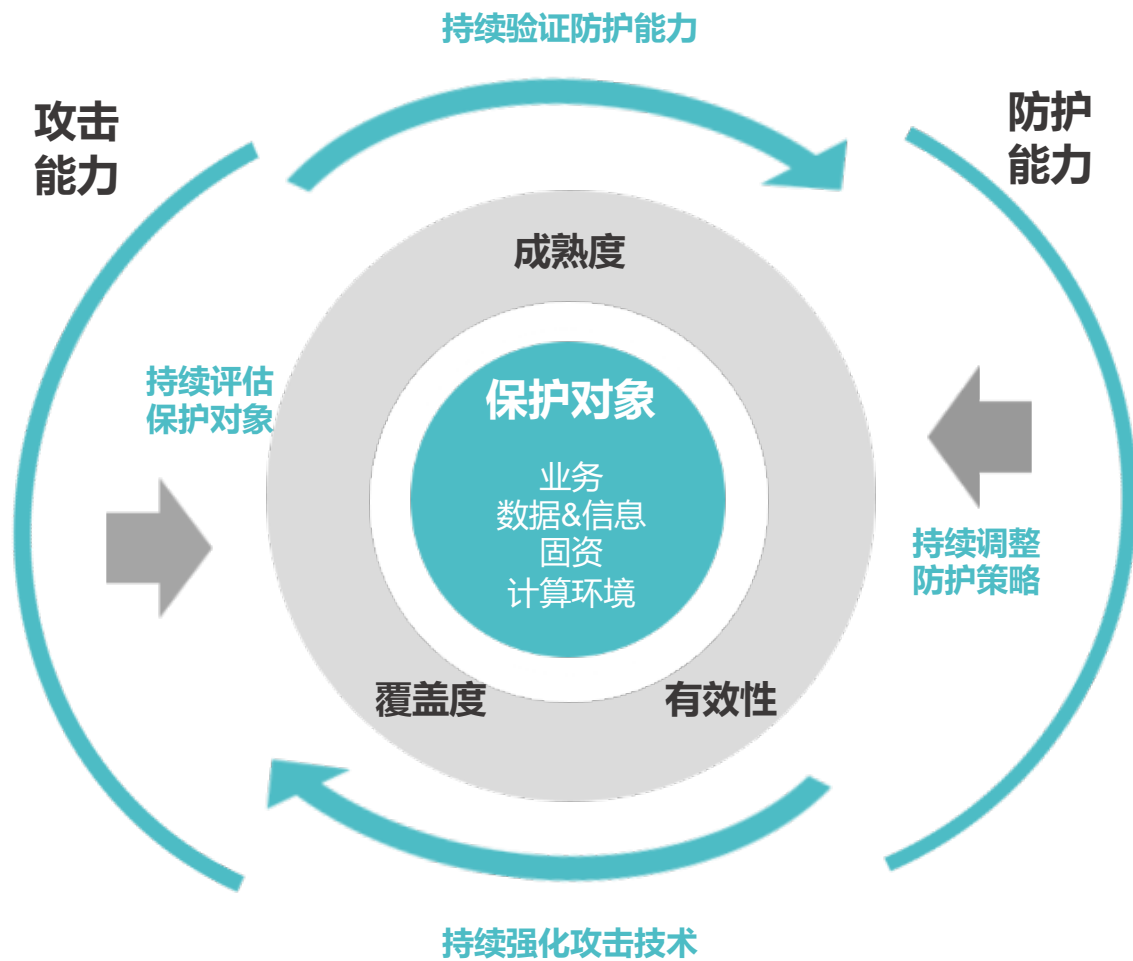 持续验证防护能力
攻击
能力
防护
能力
成熟度
持续评估
保护对象
保护对象
业务
数据&信息
固资
计算环境
持续调整
防护策略
覆盖度
有效性
持续强化攻击技术